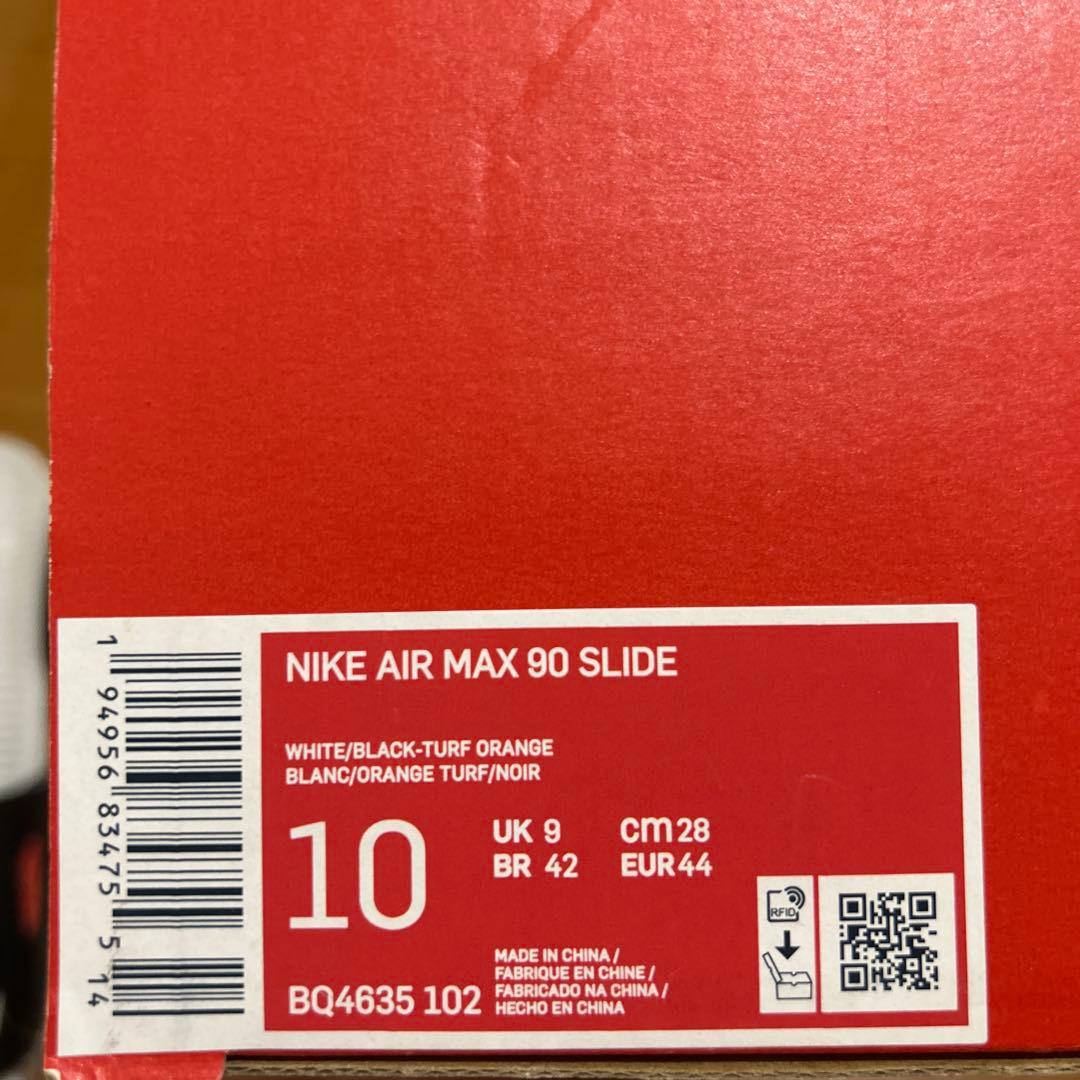 NIKE AIR MAX 90 SLIDE
WHITE/BLACK-TURF ORANGE
BLANC/ORANGE TURF/NOIR
10
UK 9 cm 28
BR 42 EUR 44
BQ4635 102
MADE IN CHINA /
FABRIQUE EN CHINE /
FABRICADO NA CHINA /
HECHO EN CHINA
RFID
1 94956 83475 5 14